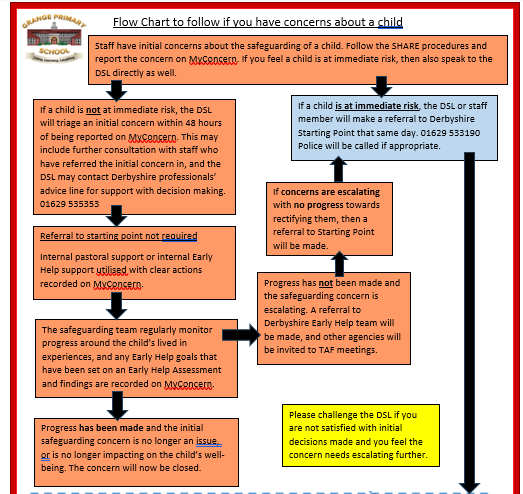 Flow Chart to follow if you have concerns about a child
GRANGE PRIMARY
SCHOOL
Staff have initial concerns about the safeguarding of a child. Follow the SHARE procedures and
report the concern on MyConcern. If you feel a child is at immediate risk, then also speak to the
DSL directly as well.
If a child is not at immediate risk, the DSL
will triage an initial concern within 48 hours
of being reported on MyConcern. This may
include further consultation with staff who
have referred the initial concern in, and the
DSL may contact Derbyshire professionals'
advice line for support with decision making.
01629 535353
If a child is at immediate risk, the DSL or staff
member will make a referral to Derbyshire
Starting Point that same day. 01629 533190
Police will be called if appropriate.
If concerns are escalating
with no progress towards
rectifying them, then a
referral to Starting Point
will be made.
Referral to starting point not required
Internal pastoral support or internal Early
Help support utilised with clear actions
recorded on MyConcern.
Progress has not been made and
the safeguarding concern is
escalating. A referral to
Derbyshire Early Help team will
be made, and other agencies will
be invited to TAF meetings.
The safeguarding team regularly monitor
progress around the child's lived in
experiences, and any Early Help goals that
have been set on an Early Help Assessment
and findings are recorded on MyConcern.
Progress has been made and the initial
safeguarding concern is no longer an issue,
or is no longer impacting on the child's well-
being. The concern will now be closed.
Please challenge the DSL if you
are not satisfied with initial
decisions made and you feel the
concern needs escalating further.